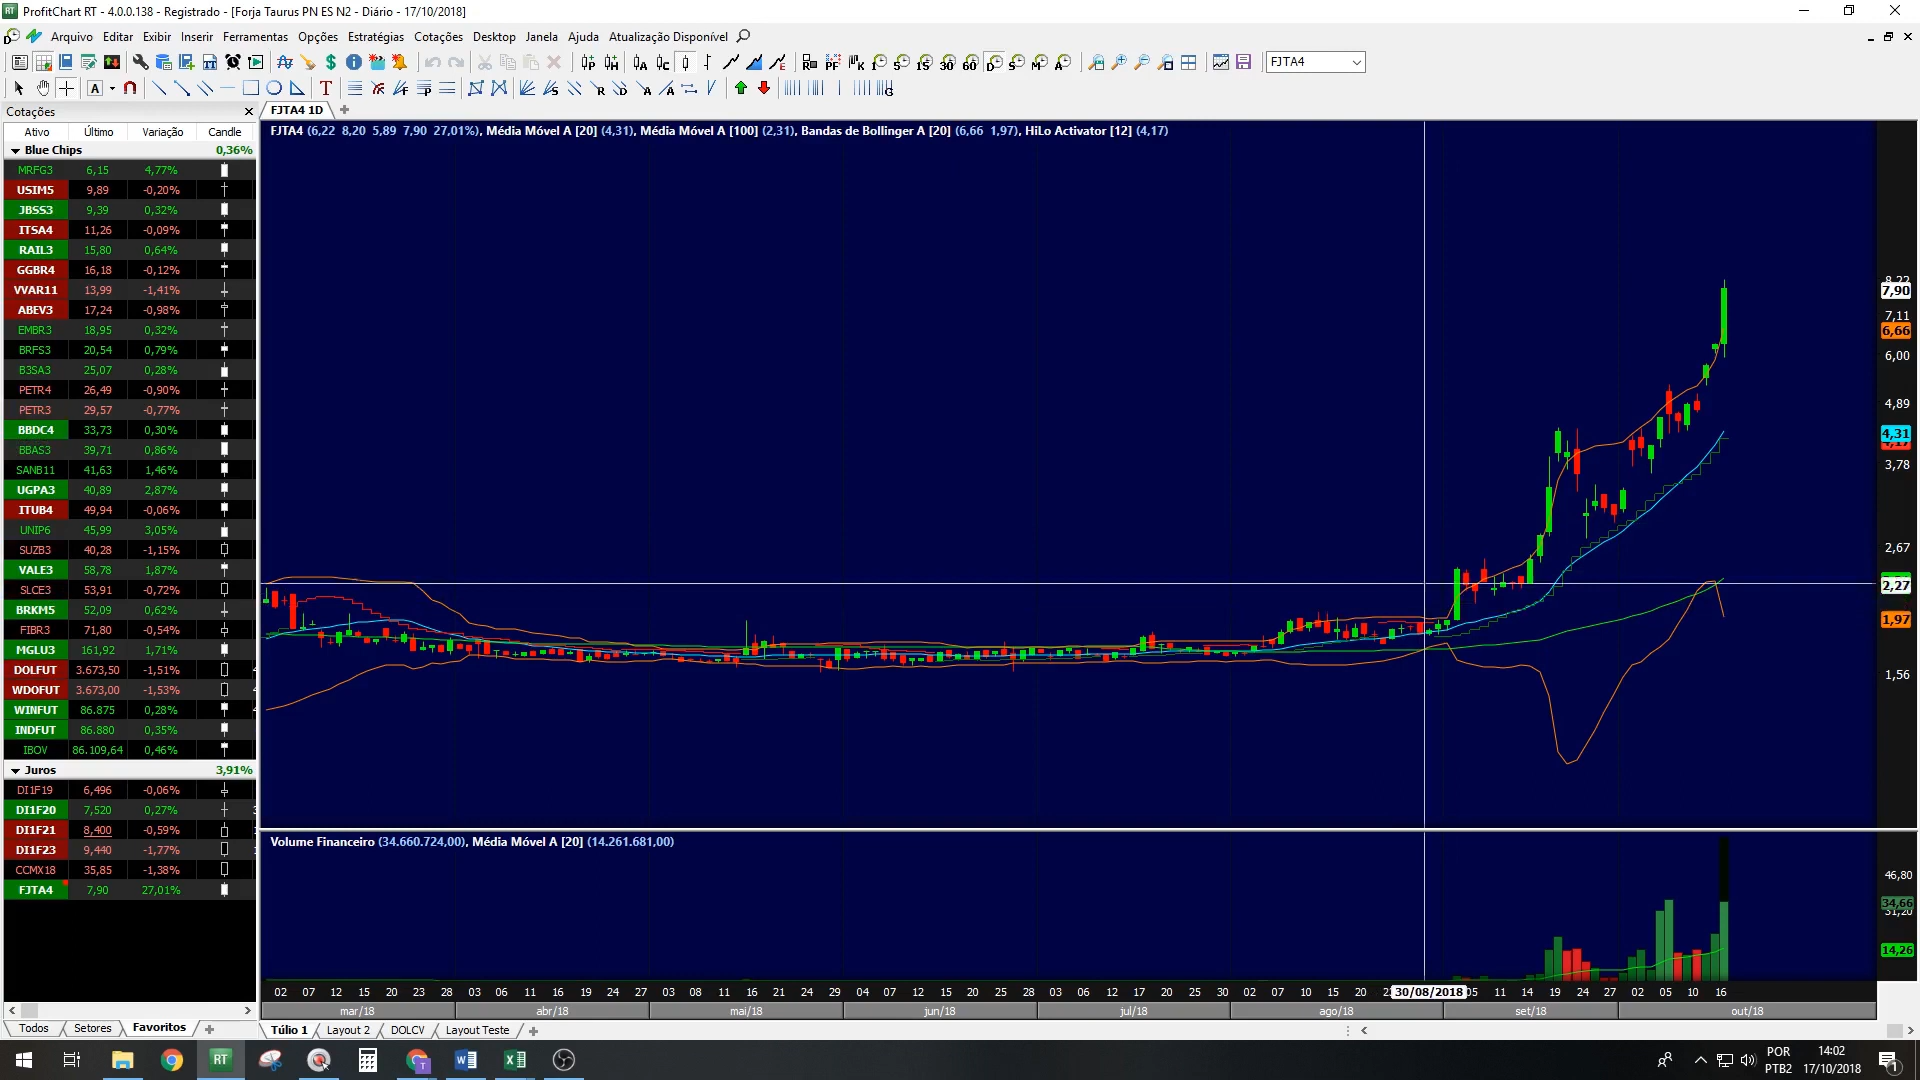 ProfitChart RT - 4.0.0.138 - Registrado - [Forja Taurus PN ES N2 - Diário - 17/10/2018]
Arquivo Editar Exibir Inserir Ferramentas Opções Estratégias Cotações Desktop Janela Ajuda Atualização Disponível
FJTA4
Cotações
Ativo Último Variação Candle
Blue Chips 0,36%
MRFG3 6,15 4,77%
USIM5 9,89 -0,20%
JBSS3 9,39 0,32%
ITSA4 11,26 -0,09%
RAIL3 15,80 0,64%
GGBR4 16,18 -0,12%
VVAR11 13,99 -1,41%
ABEV3 17,24 -0,98%
EMBR3 18,95 0,32%
BRFS3 20,54 0,79%
B3SA3 25,07 0,28%
PETR4 26,49 -0,90%
PETR3 29,57 -0,77%
BBDC4 33,73 0,30%
BBAS3 39,71 0,86%
SANB11 41,63 1,46%
UGPA3 40,89 2,87%
ITUB4 49,94 -0,06%
UNIP6 45,99 3,05%
SUZB3 40,28 -1,15%
VALE3 58,78 1,87%
SLCE3 53,91 -0,72%
BRKM5 52,09 0,62%
FIBR3 71,80 -0,54%
MGLU3 161,92 1,71%
DOLFUT 3.673,50 -1,51%
WDOFUT 3.673,00 -1,53%
WINFUT 86.875 0,28%
INDFUT 86.880 0,35%
IBOV 86.109,64 0,46%
Juros 3,91%
DI1F19 6,496 -0,06%
DI1F20 7,520 0,27%
DI1F21 8,400 -0,59%
DI1F23 9,440 -1,77%
CCMX18 35,85 -1,38%
FJTA4 7,90 27,01%
Todos Setores Favoritos
FJTA4 1D
FJTA4 (6,22 8,20 5,89 7,90 27,01%), Média Móvel A [20] (4,31), Média Móvel A [100] (2,31), Bandas de Bollinger A [20] (6,66 1,97), HiLo Activator [12] (4,17)
7,90
7,11
6,66
6,00
4,89
4,31
3,78
2,67
2,27
1,97
1,56
Volume Financeiro (34.660.724,00), Média Móvel A [20] (14.261.681,00)
46,80
34,66
31,20
14,26
02 07 12 15 20 23 28 03 06 11 16 19 24 27 03 08 11 16 21 24 29 04 07 12 15 20 25 28 03 06 12 17 20 25 30 02 07 10 15 20 30/08/2018 05 11 14 19 24 27 02 05 10 16
mar/18 abr/18 mai/18 jun/18 jul/18 ago/18 set/18 out/18
Túlio 1 Layout 2 DOLCV Layout Teste
RT
POR
PTB2
14:02
17/10/2018